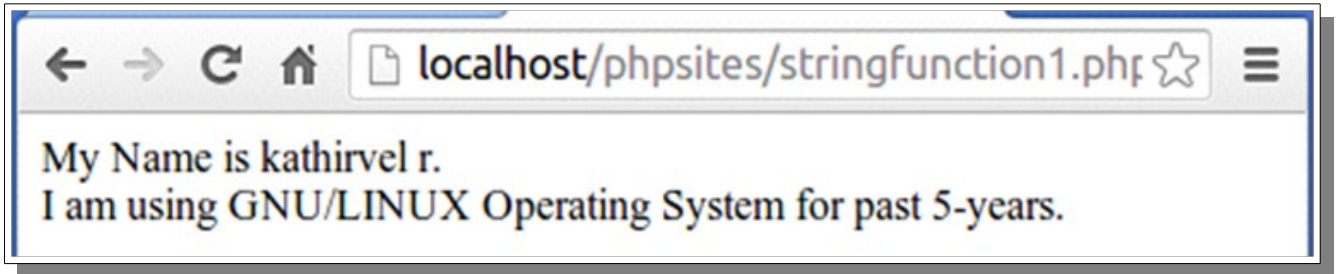 localhost/phpsites/stringfunction1.php
My Name is kathirvel r.
I am using GNU/LINUX Operating System for past 5-years.